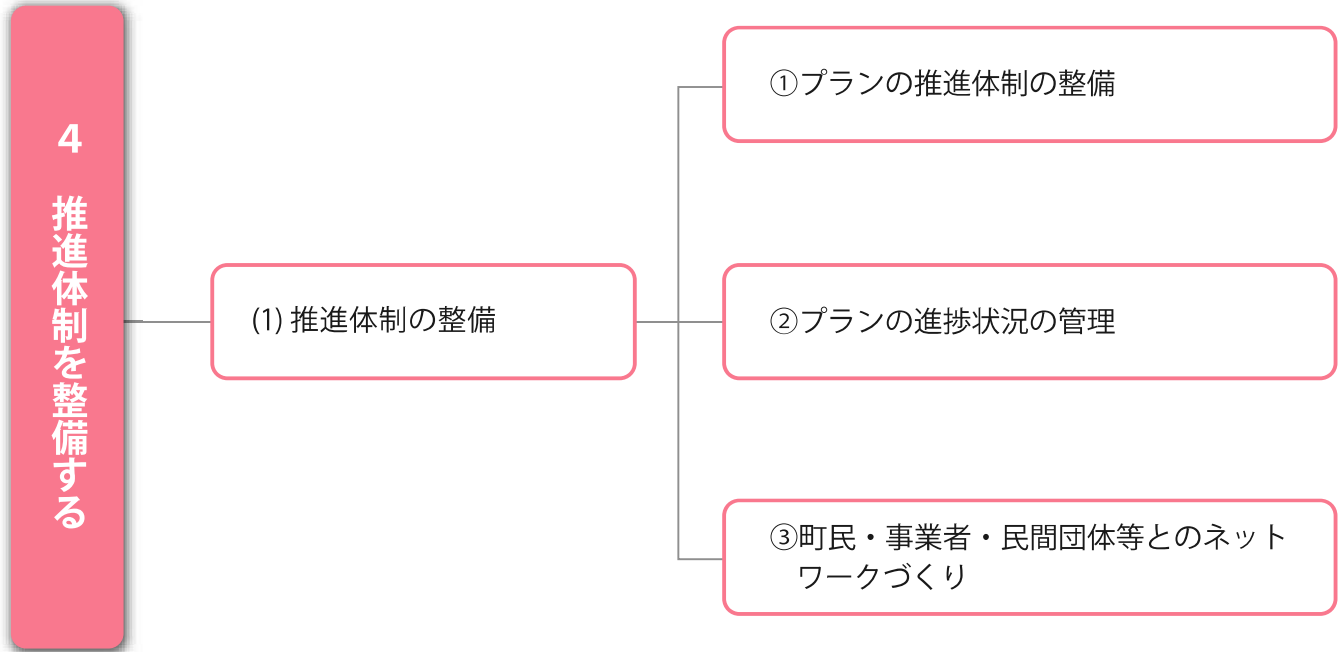 4 推進体制を整備する
(1) 推進体制の整備
①プランの推進体制の整備
②プランの進捗状況の管理
③町民・事業者・民間団体等とのネット
ワークづくり